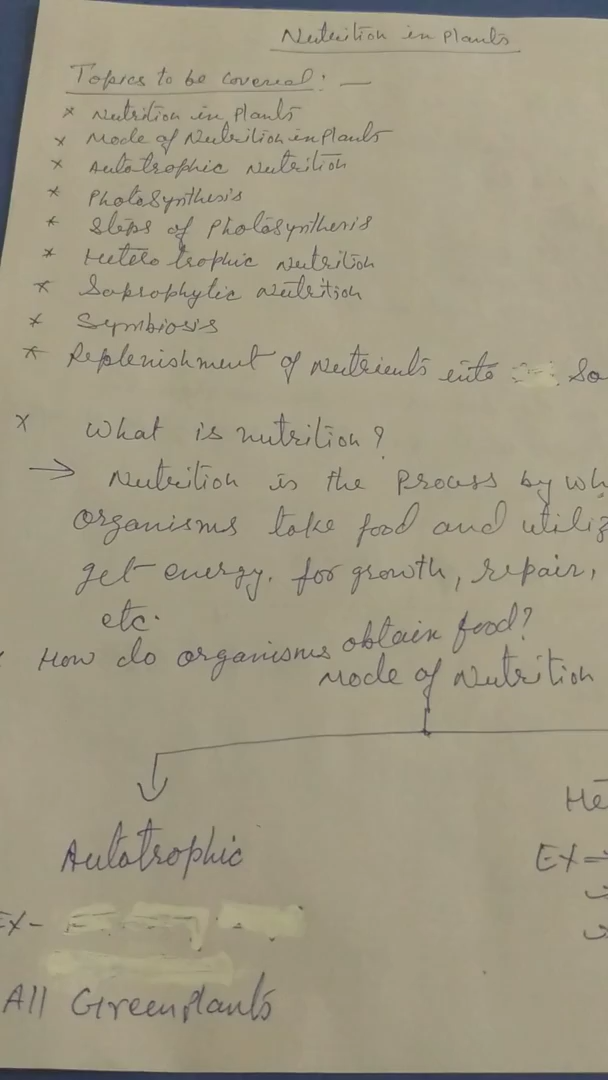 Nutrition in Plants
Topics to be covered: —
* Nutrition in Plants
* Mode of Nutrition in Plants
* Autotrophic Nutrition
* Photosynthesis
* Steps of Photosynthesis
* Hetero trophic Nutrition
* Saprophytic Nutrition
* Symbiosis
* Replenishment of Nutrients into So
x What is nutrition?
→ Nutrition is the process by wh
organisms take food and utiliz
get energy. for growth, repair,
etc.
How do organisms obtain food?
Mode of Nutrition
Autotrophic
He
Ex
Ex-
All Green Plants